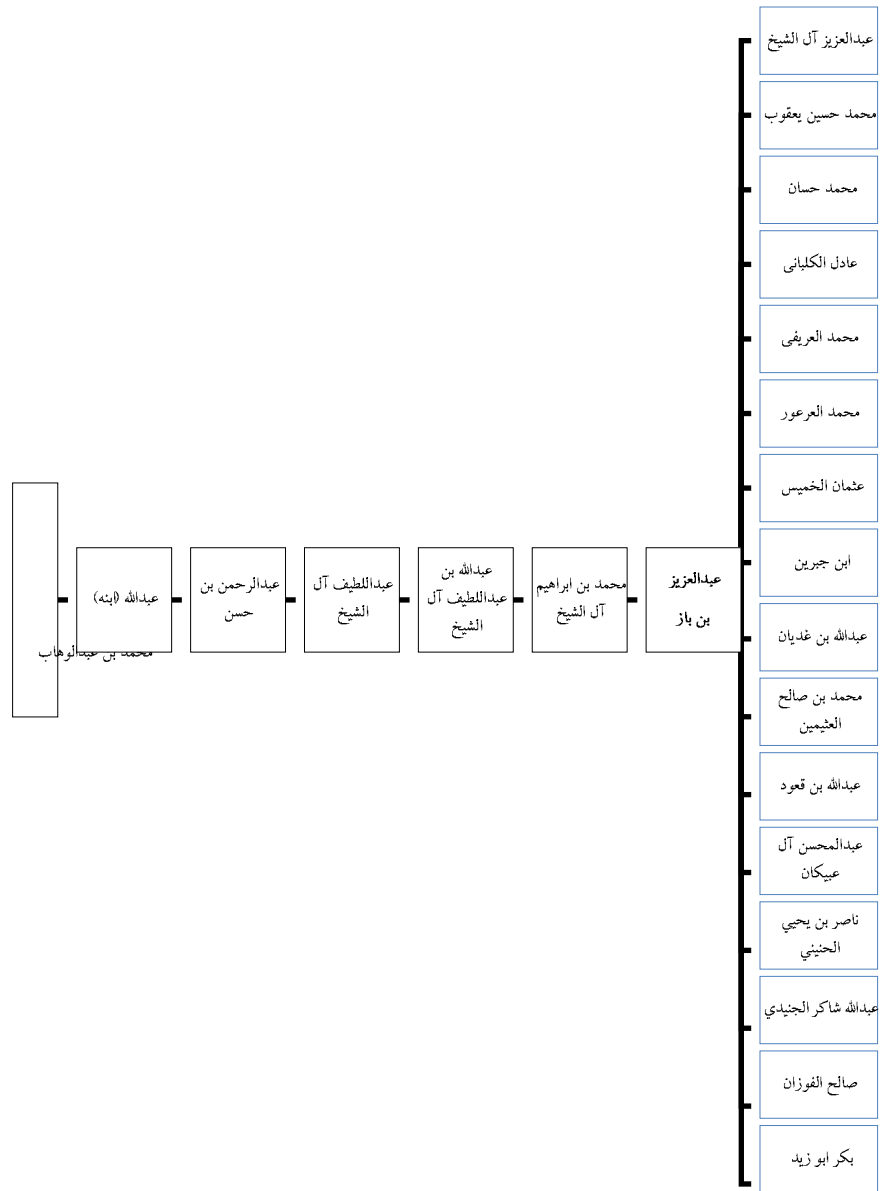 عبدالعزيز آل الشيخ
محمد حسين يعقوب
محمد حسان
عادل الكلبانى
محمد العريفى
محمد العرعور
عثمان الخميس
ابن جبرين
عبدالله بن غديان
محمد بن صالح
العثيمين
عبدالله بن قعود
عبدالمحسن آل
عبيكان
ناصر بن يحيي
الحنيني
عبدالله شاكر الجنيدي
صالح الفوزان
بكر ابو زيد
عبدالعزيز
بن باز
محمد بن ابراهيم
آل الشيخ
عبدالله بن
عبداللطيف آل
الشيخ
عبداللطيف آل
الشيخ
عبدالرحمن بن
حسن
عبدالله (ابنه)
محمد بن عبدالوهاب